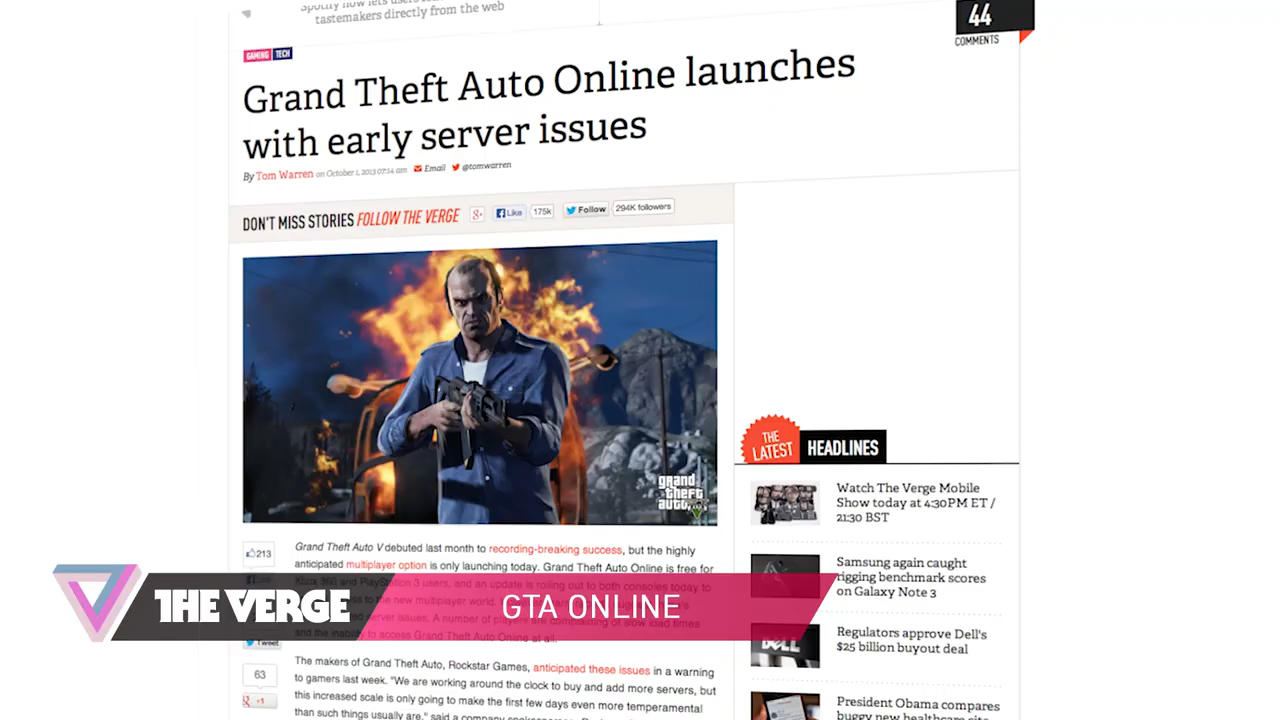 Spotify now lets users
tastemakers directly from the web
44
COMMENTS
GAMING TECH
Grand Theft Auto Online launches
with early server issues
By Tom Warren on October 1, 2013 07:14 am Email @tomwarren
DON'T MISS STORIES FOLLOW THE VERGE Like 175k Follow 294K followers
grand
theft
auto
THE
LATEST
HEADLINES
Watch The Verge Mobile
Show today at 4:30PM ET /
21:30 BST
Samsung again caught
rigging benchmark scores
on Galaxy Note 3
Regulators approve Dell's
$25 billion buyout deal
President Obama compares
buggy new healthcare site
DELL
213
Grand Theft Auto V debuted last month to recording-breaking success, but the highly
anticipated multiplayer option is only launching today. Grand Theft Auto Online is free for
Xbox 360 and PlayStation 3 users, and an update is rolling out to both consoles today to
to the new multiplayer world.
server issues. A number of players are complaining of slow load times
and the inability to access Grand Theft Auto Online at all.
THE VERGE
GTA ONLINE
Tweet
63
+1
The makers of Grand Theft Auto, Rockstar Games, anticipated these issues in a warning
to gamers last week. "We are working around the clock to buy and add more servers, but
this increased scale is only going to make the first few days even more temperamental
than such things usually are," said a company